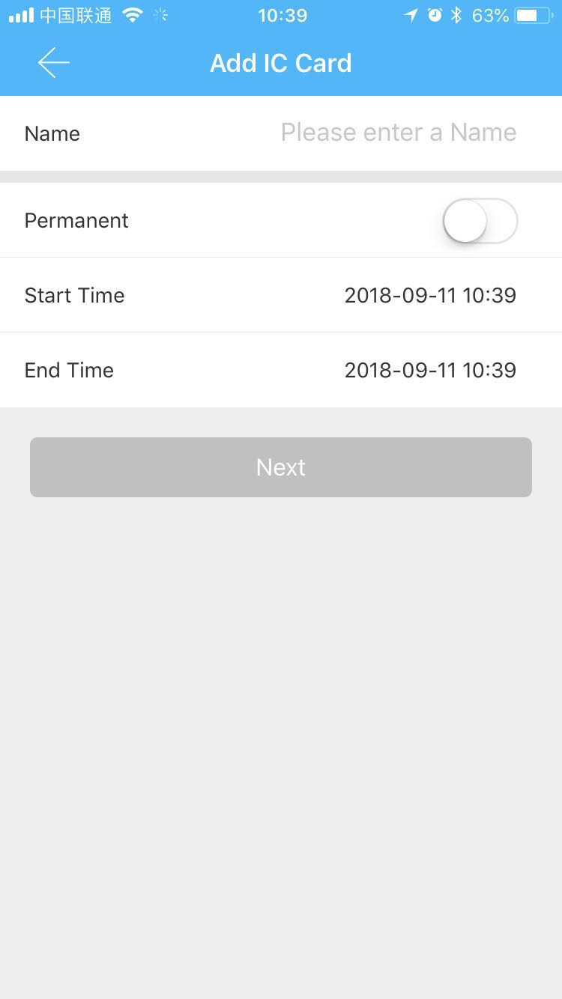 中国联通 10:39 63%
Add IC Card
Name Please enter a Name
Permanent
Start Time 2018-09-11 10:39
End Time 2018-09-11 10:39
Next